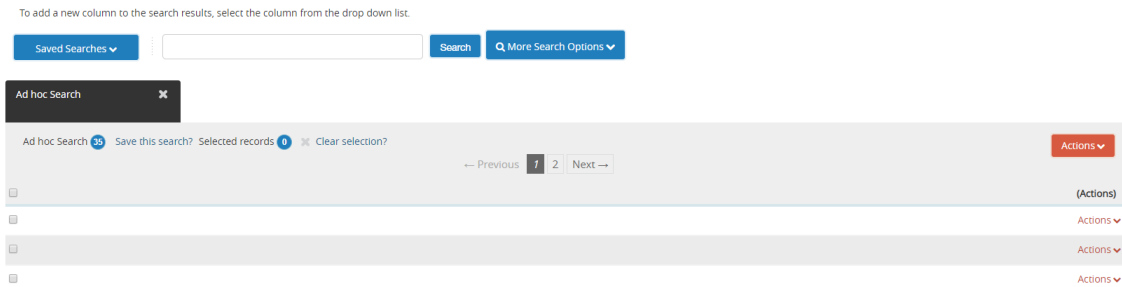 To add a new column to the search results, select the column from the drop down list.
Saved Searches
Search
More Search Options
Ad hoc Search
Ad hoc Search 35 Save this search? Selected records 0 Clear selection?
Actions
← Previous 1 2 Next →
(Actions)
Actions
Actions
Actions